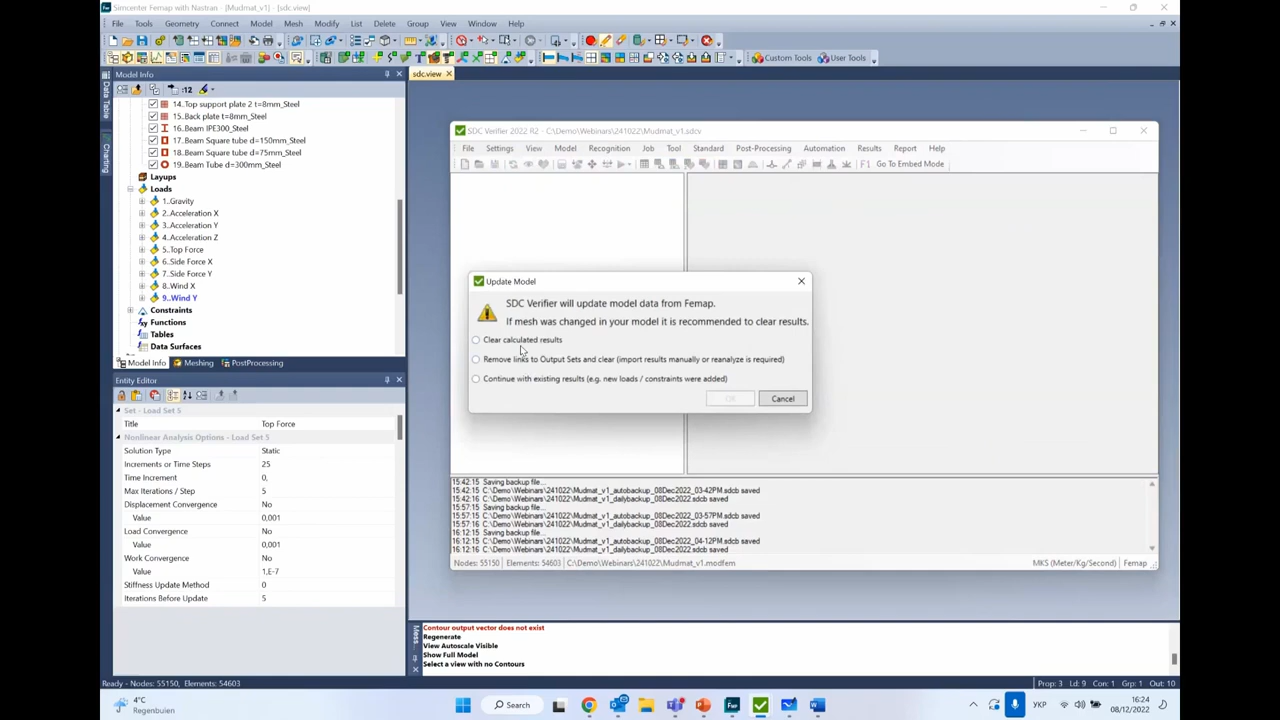 Simcenter Femap with Nastran - [Mudmat_v1] - [sdc.view]
File Tools Geometry Connect Model Mesh Modify List Delete Group View Window Help
Custom Tools User Tools
Model Info
sdc.view
Data Table
Charting
14..Top support plate 2 t=8mm_Steel
15..Back plate t=8mm_Steel
16..Beam IPE300_Steel
17..Beam Square tube d=150mm_Steel
18..Beam Square tube d=75mm_Steel
19..Beam Tube d=300mm_Steel
Layups
Loads
1..Gravity
2..Acceleration X
3..Acceleration Y
4..Acceleration Z
5..Top Force
6..Side Force X
7..Side Force Y
8..Wind X
9..Wind Y
Constraints
Functions
Tables
Data Surfaces
Model Info Meshing PostProcessing
Entity Editor
Set - Load Set 5
Title Top Force
Nonlinear Analysis Options - Load Set 5
Solution Type Static
Increments or Time Steps 25
Time Increment 0,
Max Iterations / Step 5
Displacement Convergence No
Value 0,001
Load Convergence No
Value 0,001
Work Convergence No
Value 1,E-7
Stiffness Update Method 0
Iterations Before Update 5
SDC Verifier 2022 R2 - C:\Demo\Webinars\241022\Mudmat_v1.sdcv
File Settings View Model Recognition Job Tool Standard Post-Processing Automation Results Report Help
Go To Embed Mode
Update Model
SDC Verifier will update model data from Femap.
If mesh was changed in your model it is recommended to clear results.
Clear calculated results
Remove links to Output Sets and clear (import results manually or reanalyze is required)
Continue with existing results (e.g. new loads / constraints were added)
OK Cancel
15:42:15 Saving backup file...
15:42:15 C:\Demo\Webinars\241022\Mudmat_v1_autobackup_08Dec2022_03-42PM.sdcb saved
15:42:16 C:\Demo\Webinars\241022\Mudmat_v1_dailybackup_08Dec2022.sdcb saved
15:57:15 Saving backup file...
15:57:15 C:\Demo\Webinars\241022\Mudmat_v1_autobackup_08Dec2022_03-57PM.sdcb saved
15:57:16 C:\Demo\Webinars\241022\Mudmat_v1_dailybackup_08Dec2022.sdcb saved
16:12:15 Saving backup file...
16:12:15 C:\Demo\Webinars\241022\Mudmat_v1_autobackup_08Dec2022_04-12PM.sdcb saved
16:12:16 C:\Demo\Webinars\241022\Mudmat_v1_dailybackup_08Dec2022.sdcb saved
Nodes: 55150, Elements: 54603 C:\Demo\Webinars\241022\Mudmat_v1.modfem MKS (Meter/Kg/Second) Femap
Mess...
Contour output vector does not exist
Regenerate
View Autoscale Visible
Show Full Model
Select a view with no Contours
Ready - Nodes: 55150, Elements: 54603 Prop: 3 Ld: 9 Con: 1 Grp: 1 Out: 10
4°C
Regenbuien
Search
УКР
16:24
08/12/2022